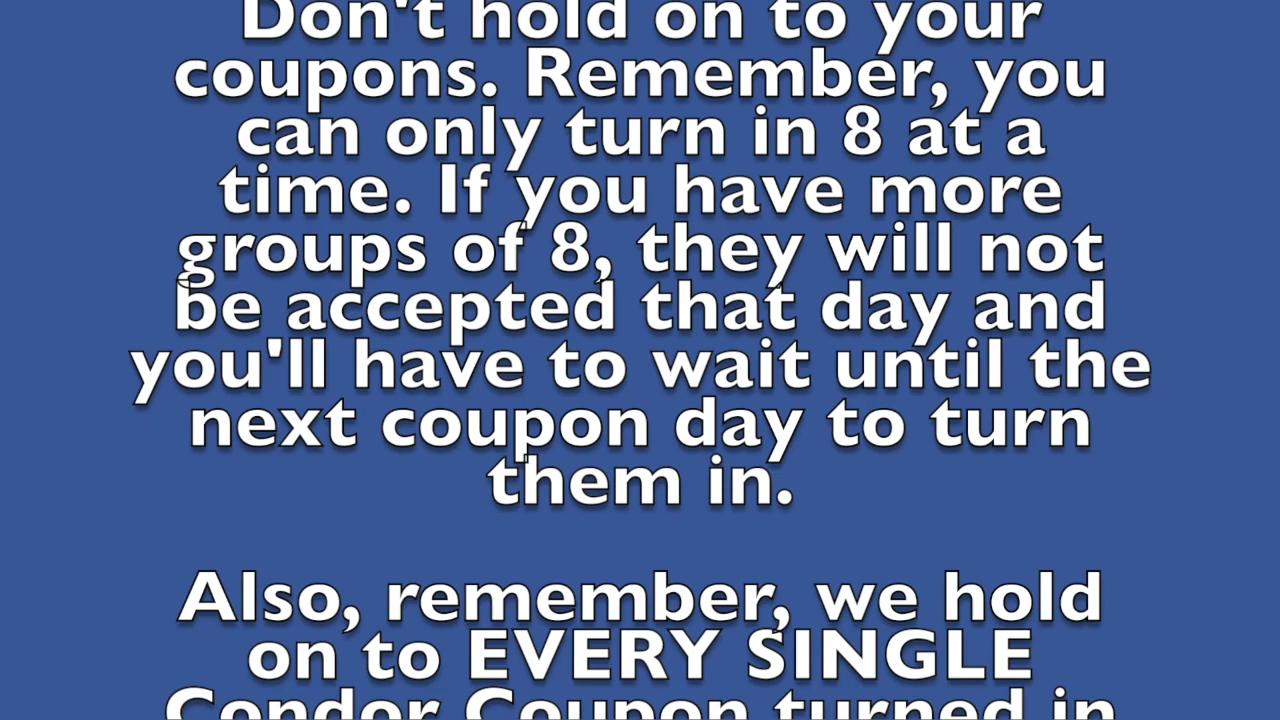 Don't hold on to your
coupons. Remember, you
can only turn in 8 at a
time. If you have more
groups of 8, they will not
be accepted that day and
you'll have to wait until the
next coupon day to turn
them in.
Also, remember, we hold
on to EVERY SINGLE
Condor Coupon turned in